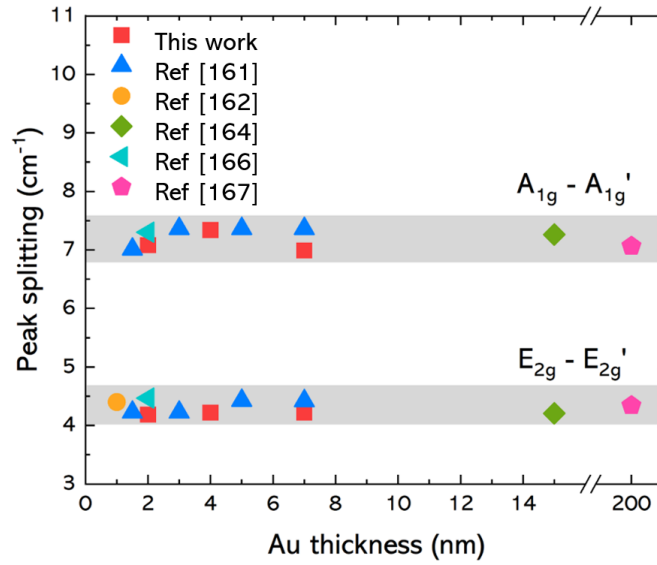 11
10
9
8
7
6
5
4
3
Peak splitting (cm⁻¹)
This work
Ref [161]
Ref [162]
Ref [164]
Ref [166]
Ref [167]
A1g - A1g'
E2g - E2g'
0 2 4 6 8 10 12 14 200
Au thickness (nm)